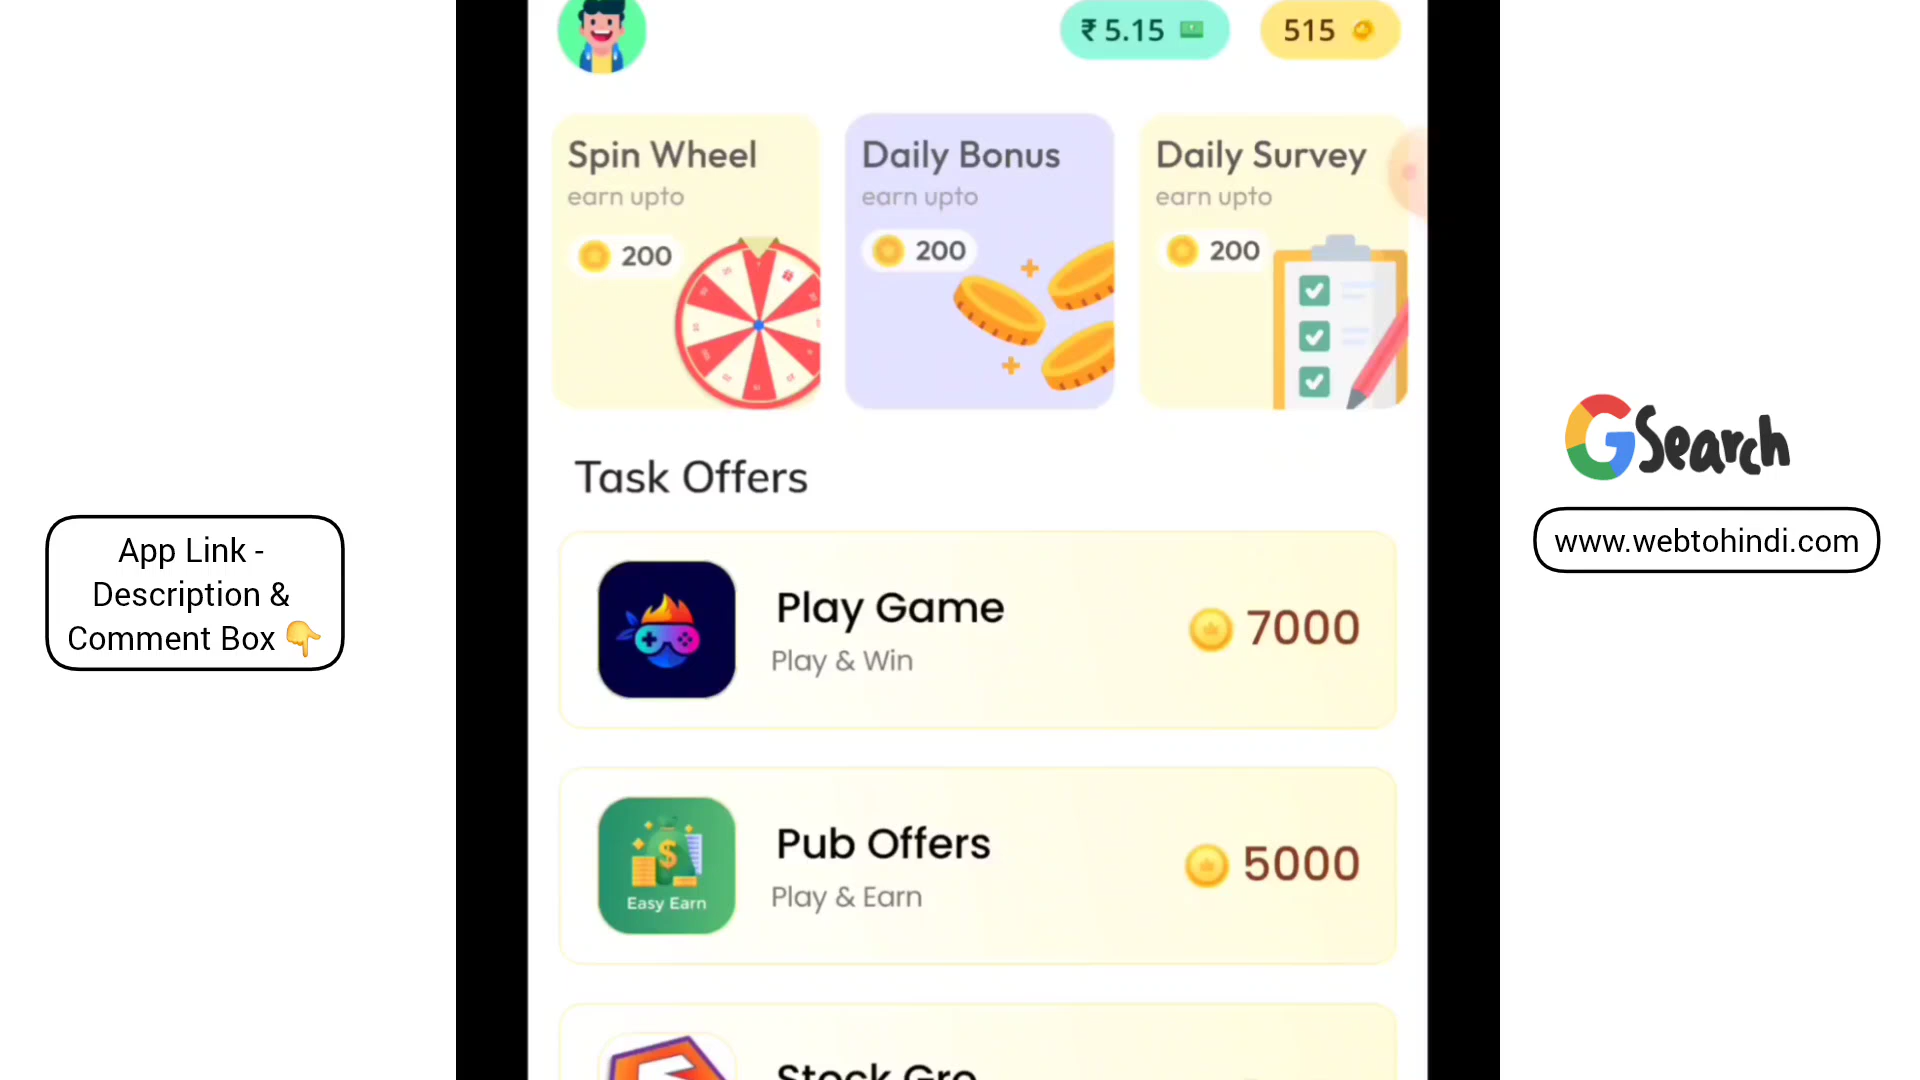 ₹ 5.15
515
Spin Wheel
earn upto
200
Daily Bonus
earn upto
200
Daily Survey
earn upto
200
Task Offers
Play Game
Play & Win
7000
Pub Offers
Play & Earn
5000
Easy Earn
Stock Gro
App Link -
Description &
Comment Box 👇
GSearch
www.webtohindi.com